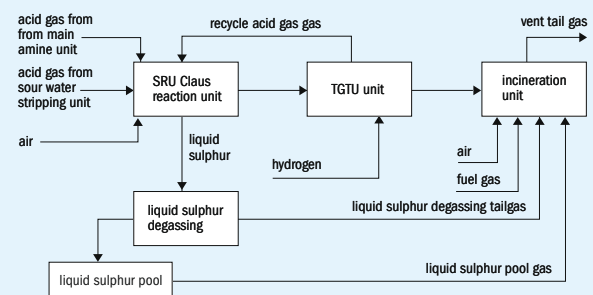 acid gas from
from main
amine unit
recycle acid gas gas
vent tail gas
acid gas from
sour water
stripping unit
SRU Claus
reaction unit
TGTU unit
incineration
unit
air
liquid
sulphur
hydrogen
air
fuel gas
liquid sulphur
degassing
liquid sulphur degassing tailgas
liquid sulphur pool
liquid sulphur pool gas